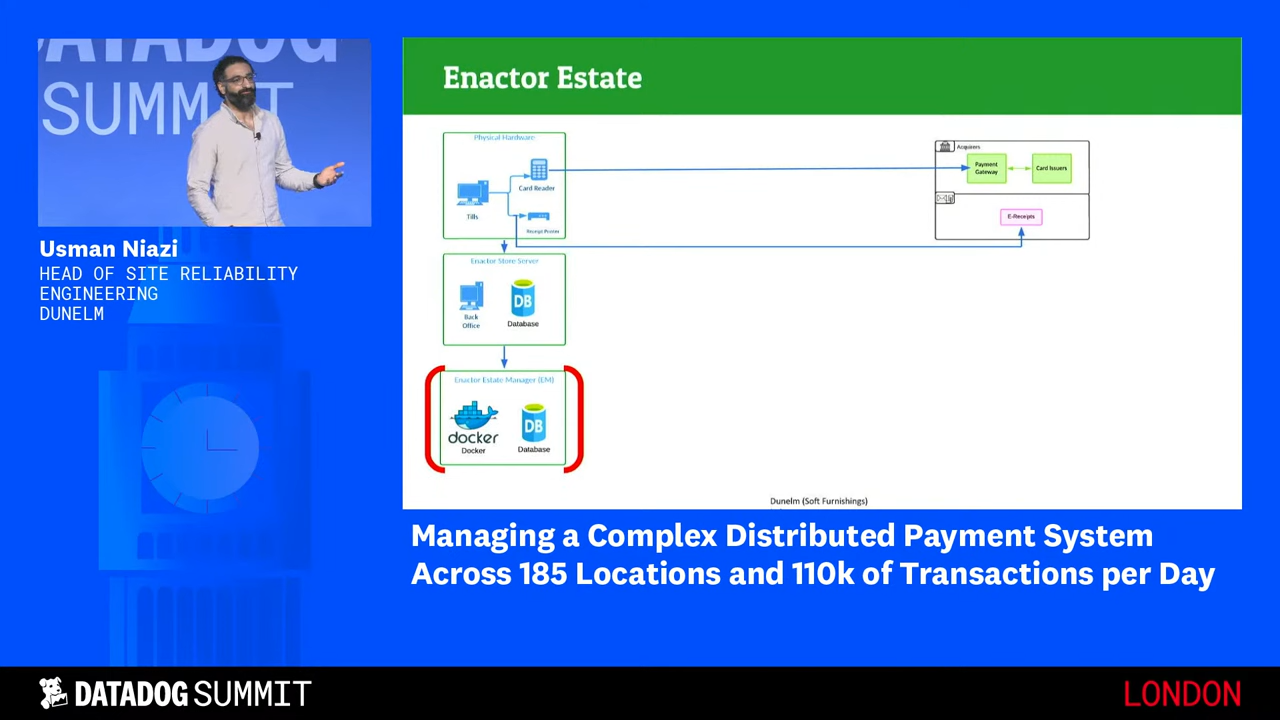 DATADOG
SUMMIT
Usman Niazi
HEAD OF SITE RELIABILITY
ENGINEERING
DUNELM
Enactor Estate
Physical Hardware
Card Reader
Tills
Receipt Printer
Enactor Store Server
Back
Office
DB
Database
Enactor Estate Manager (EM)
docker
Docker
DB
Database
Acquirers
Payment
Gateway
Card Issuers
E-Receipts
Dunelm (Soft Furnishings)
Managing a Complex Distributed Payment System
Across 185 Locations and 110k of Transactions per Day
DATADOG SUMMIT
LONDON